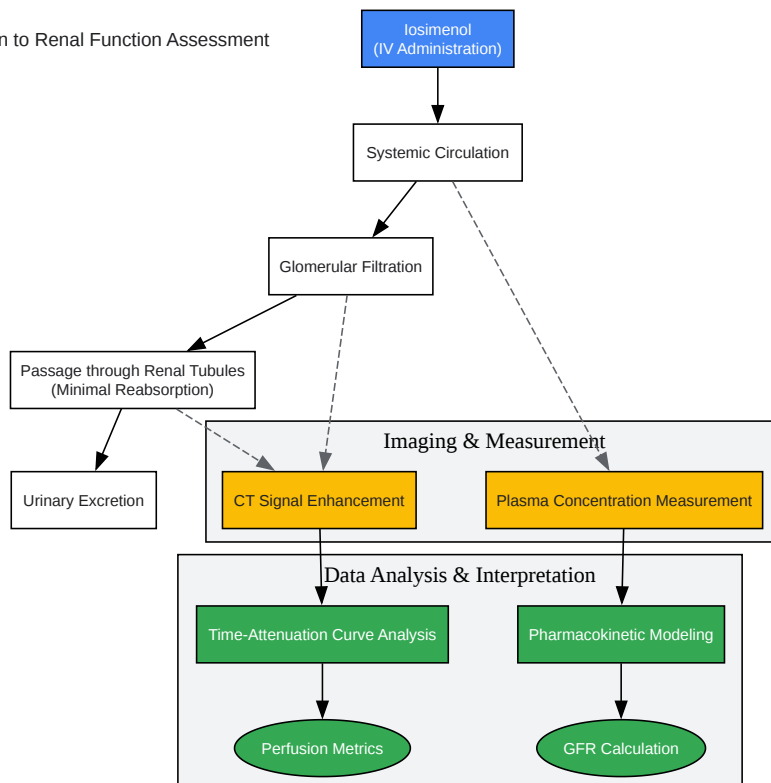 Iosimenol
(IV Administration)
to Renal Function Assessment
Systemic Circulation
Glomerular Filtration
Passage through Renal Tubules
(Minimal Reabsorption)
Imaging & Measurement
Urinary Excretion
CT Signal Enhancement
Plasma Concentration Measurement
Data Analysis & Interpretation
Time-Attenuation Curve Analysis
Pharmacokinetic Modeling
Perfusion Metrics
GFR Calculation